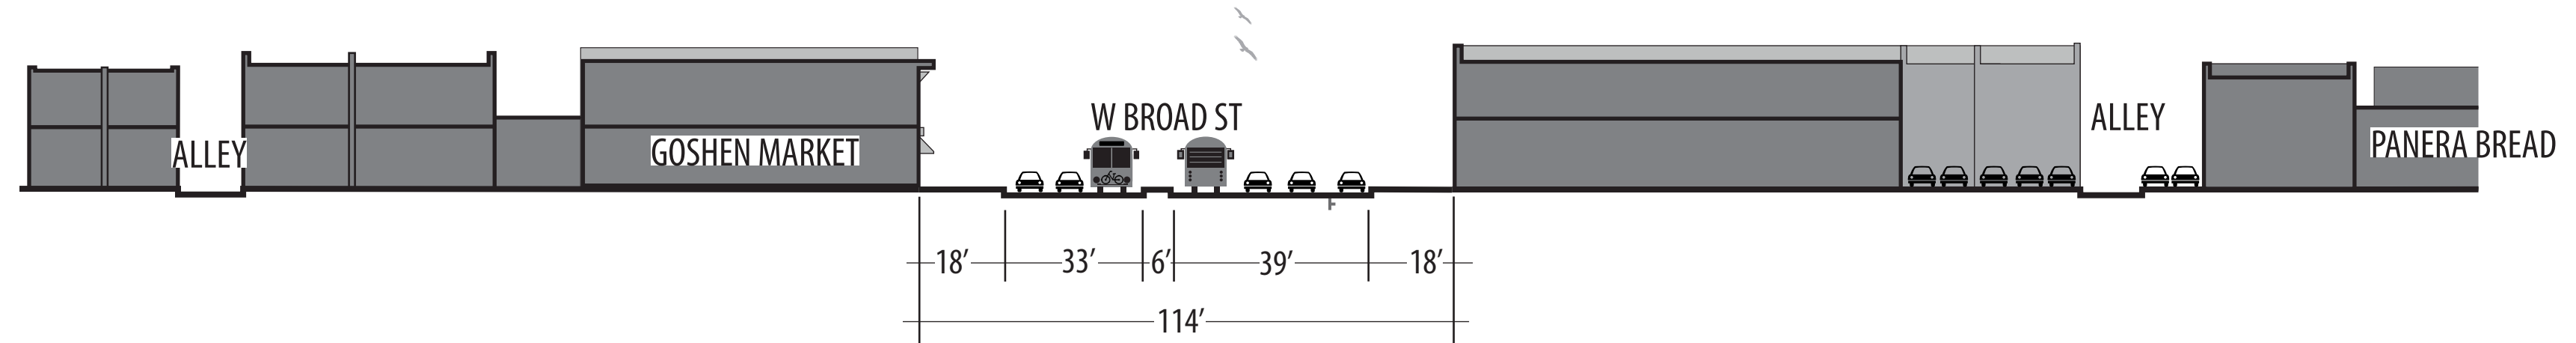 W BROAD ST
ALLEY
ALLEY
GOSHEN MARKET
PANERA BREAD
18′
33′
6′
39′
18′
114′